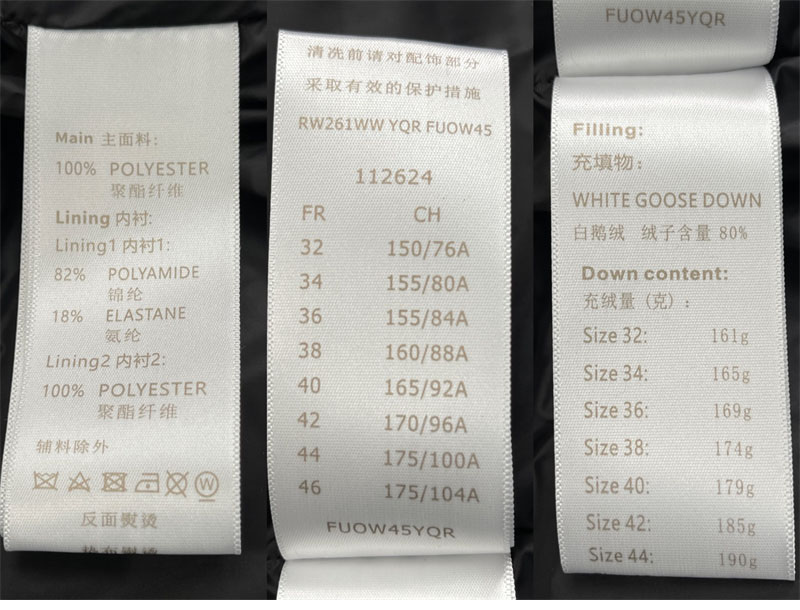 Main 主面料:
100% POLYESTER
聚酯纤维
Lining 内衬:
Lining1 内衬1:
82% POLYAMIDE
锦纶
18% ELASTANE
氨纶
Lining2 内衬2:
100% POLYESTER
聚酯纤维
辅料除外
W
反面熨烫
垫布熨烫
清洗前请对配饰部分
采取有效的保护措施
RW261WW YQR FUOW45
112624
FR CH
32 150/76A
34 155/80A
36 155/84A
38 160/88A
40 165/92A
42 170/96A
44 175/100A
46 175/104A
FUOW45YQR
FUOW45YQR
Filling:
充填物:
WHITE GOOSE DOWN
白鹅绒 绒子含量 80%
Down content:
充绒量 (克) :
Size 32: 161g
Size 34: 165g
Size 36: 169g
Size 38: 174g
Size 40: 179g
Size 42: 185g
Size 44: 190g